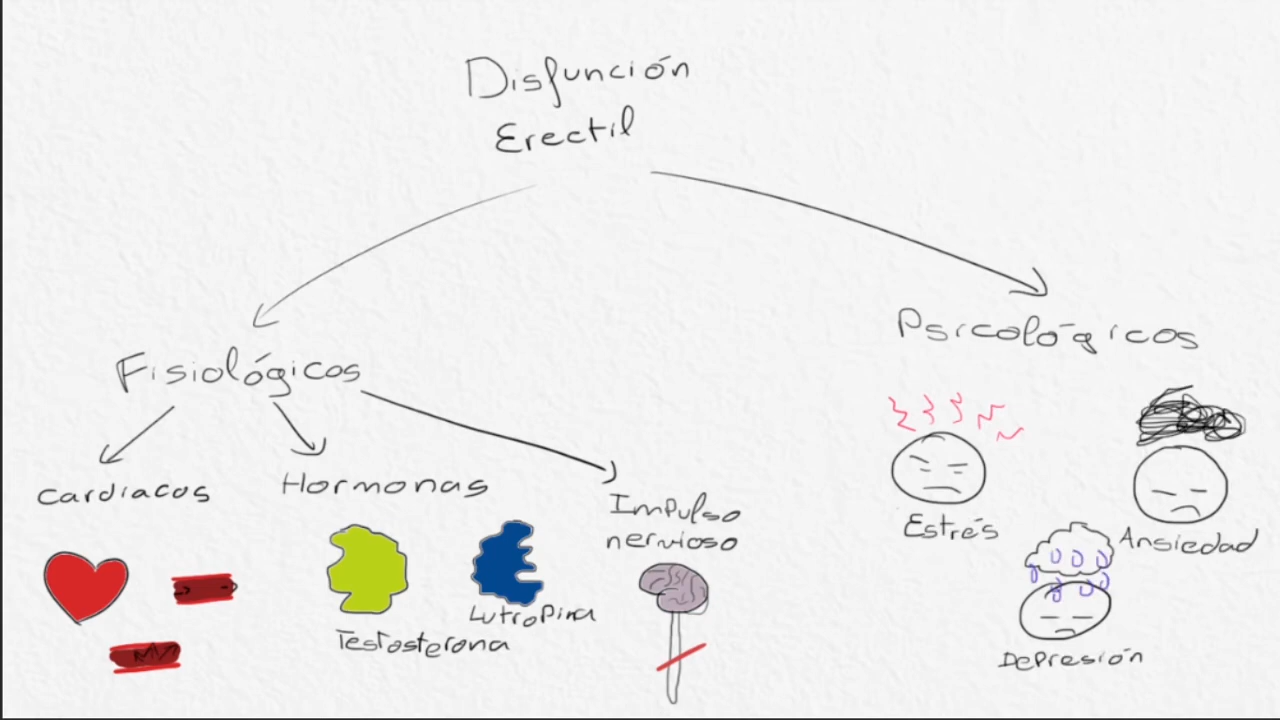 Disfunción
Erectil
Psicológicos
Fisiológicos
Cardiacos
Hormonas
Impulso
nervioso
Estrés
Ansiedad
Lutropina
Testosterona
Depresión